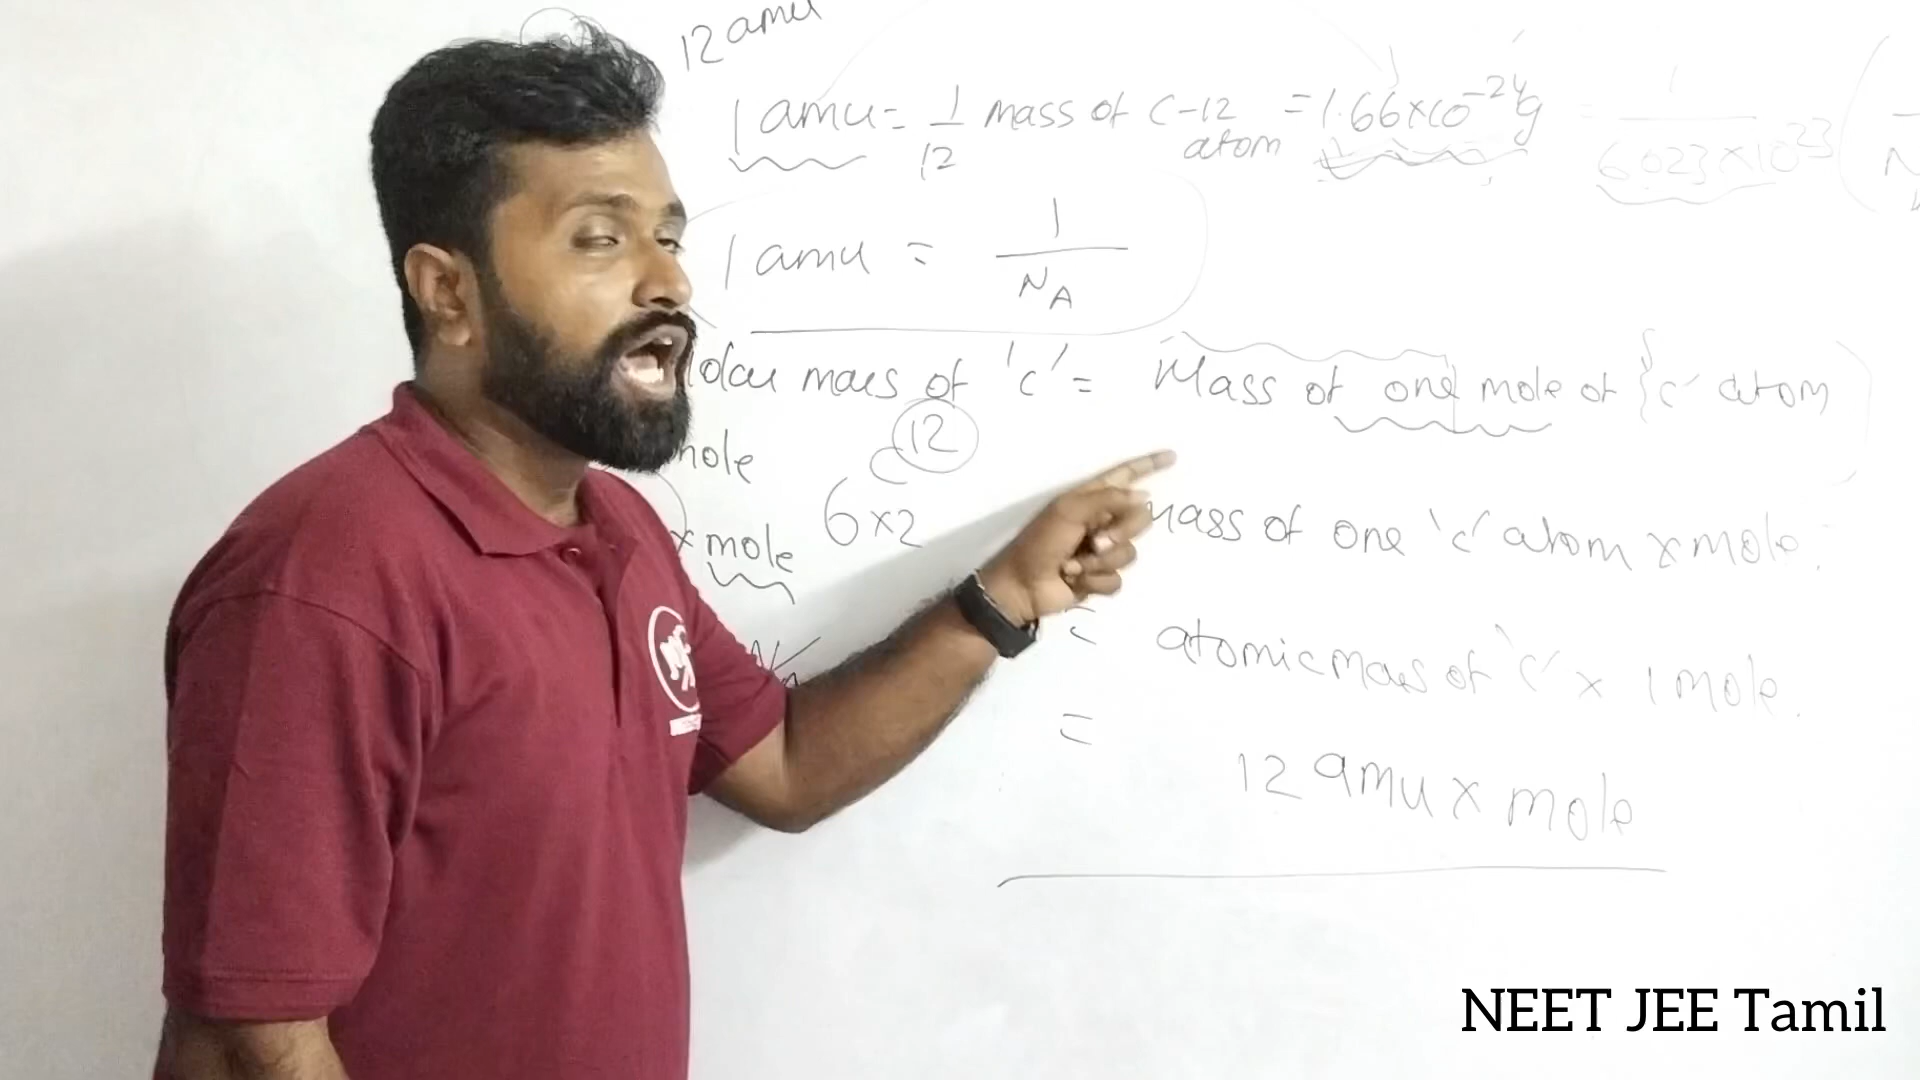 12 amu
1 amu = 1/12 mass of C-12 atom = 1.66×10⁻²⁴g = 1/6.023×10²³
1 amu = 1/N_A
mass of 'c' = Mass of one mole of 'c' atom
12
mole
6×2
mass of one 'c' atom × mole
× mole
= atomic mass of 'c' × 1 mole
= 12 amu × mole
NEET JEE Tamil